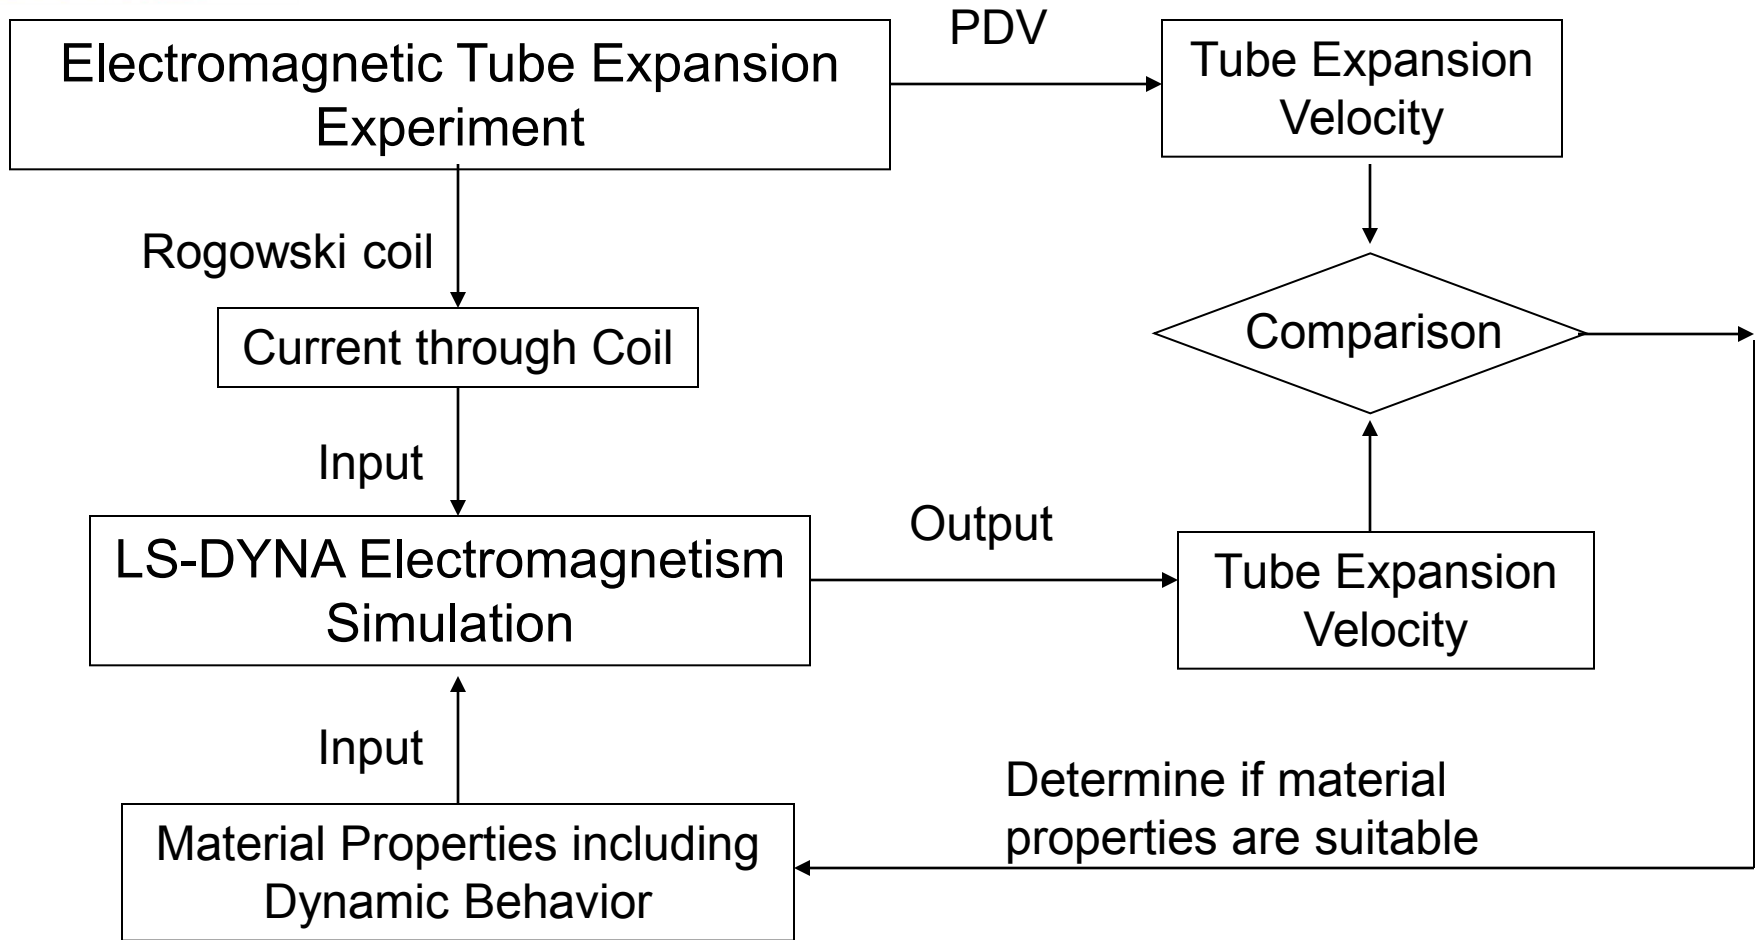 Electromagnetic Tube Expansion
Experiment
PDV
Tube Expansion
Velocity
Rogowski coil
Current through Coil
Comparison
Input
LS-DYNA Electromagnetism
Simulation
Output
Tube Expansion
Velocity
Input
Material Properties including
Dynamic Behavior
Determine if material
properties are suitable